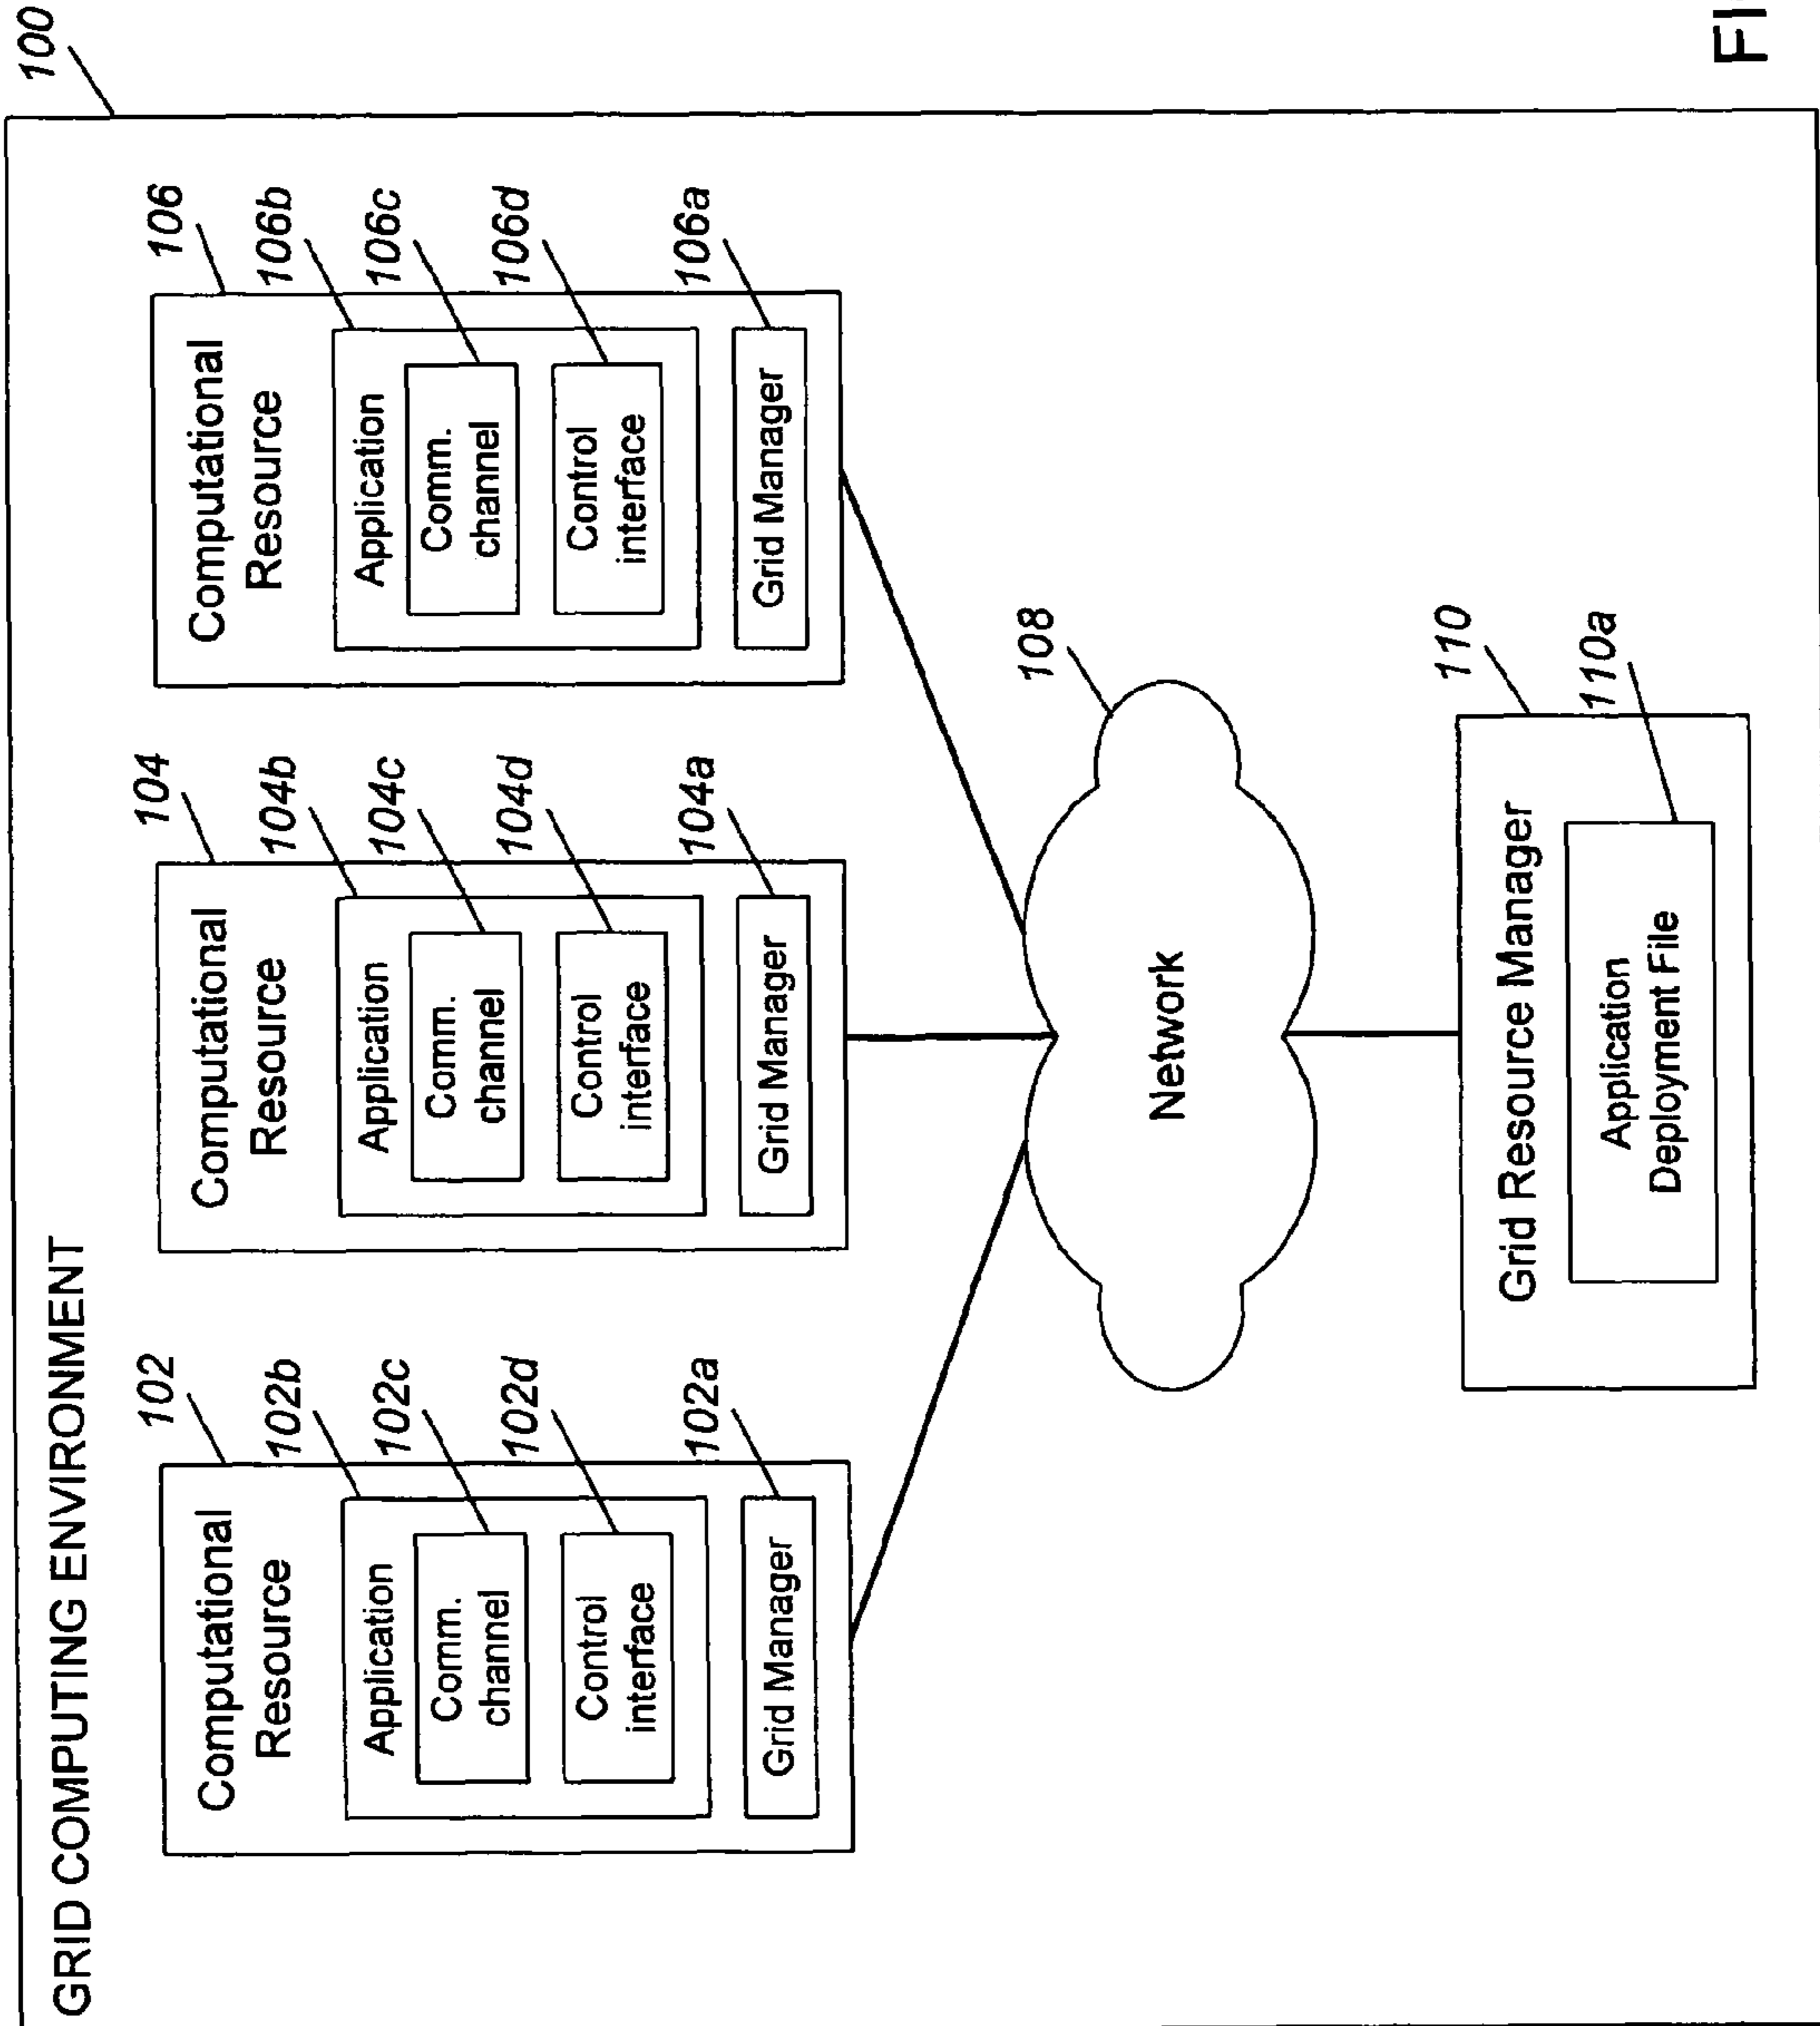 GRID COMPUTING ENVIRONMENT
100
102
Computational
Resource
102b
Application
102c
Comm.
channel
102d
Control
interface
102a
Grid Manager
104
Computational
Resource
104b
Application
104c
Comm.
channel
104d
Control
interface
104a
Grid Manager
106
Computational
Resource
106b
Application
106c
Comm.
channel
106d
Control
interface
106a
Grid Manager
108
Network
110
Grid Resource Manager
110a
Application
Deployment File